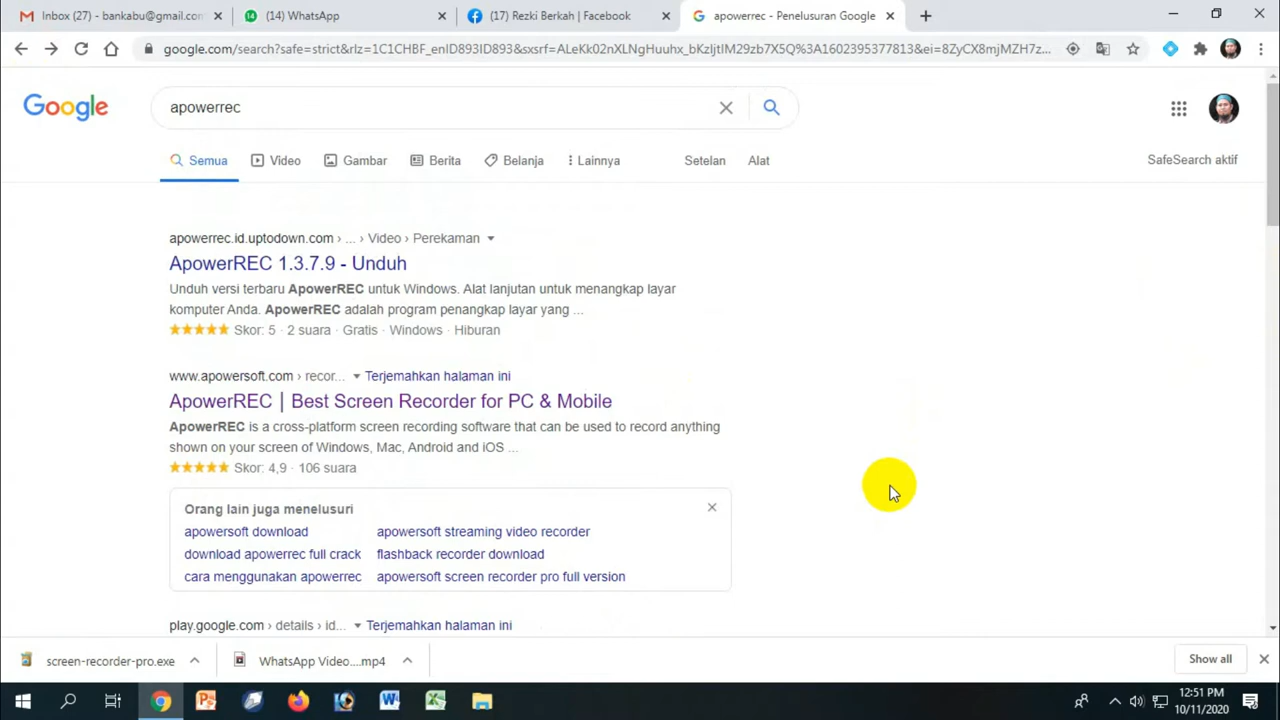 Inbox (27) - bankabu@gmail.com
(14) WhatsApp
(17) Rezki Berkah | Facebook
apowerrec - Penelusuran Google
google.com/search?safe=strict&rlz=1C1CHBF_enID893ID893&sxsrf=ALeKk02nXLNgHuuhx_bKzljtIM29zb7X5Q%3A1602395377813&ei=8ZyCX8mjMZH7z...
Google
apowerrec
Semua
Video
Gambar
Berita
Belanja
Lainnya
Setelan
Alat
SafeSearch aktif
apowerrec.id.uptodown.com › ... › Video › Perekaman
ApowerREC 1.3.7.9 - Unduh
Unduh versi terbaru ApowerREC untuk Windows. Alat lanjutan untuk menangkap layar
komputer Anda. ApowerREC adalah program penangkap layar yang ...
Skor: 5 · 2 suara · Gratis · Windows · Hiburan
www.apowersoft.com › recor... Terjemahkan halaman ini
ApowerREC | Best Screen Recorder for PC & Mobile
ApowerREC is a cross-platform screen recording software that can be used to record anything
shown on your screen of Windows, Mac, Android and iOS ...
Skor: 4,9 · 106 suara
Orang lain juga menelusuri
apowersoft download
apowersoft streaming video recorder
download apowerrec full crack
flashback recorder download
cara menggunakan apowerrec
apowersoft screen recorder pro full version
play.google.com › details › id... Terjemahkan halaman ini
screen-recorder-pro.exe
WhatsApp Video....mp4
Show all
12:51 PM
10/11/2020